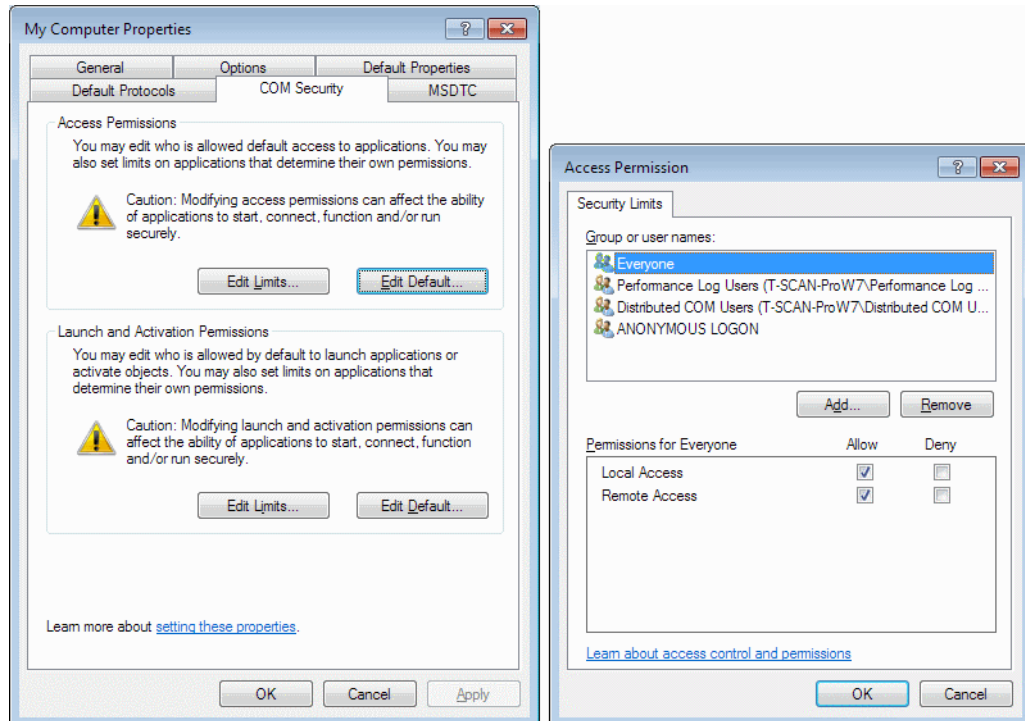 My Computer Properties
General
Options
Default Properties
Default Protocols
COM Security
MSDTC
Access Permissions
You may edit who is allowed default access to applications. You may
also set limits on applications that determine their own permissions.
Caution: Modifying access permissions can affect the ability
of applications to start, connect, function and/or run
securely.
Edit Limits...
Edit Default...
Launch and Activation Permissions
You may edit who is allowed by default to launch applications or
activate objects. You may also set limits on applications that
determine their own permissions.
Caution: Modifying launch and activation permissions can
affect the ability of applications to start, connect, function
and/or run securely.
Edit Limits...
Edit Default...
Learn more about setting these properties.
OK
Cancel
Apply
Access Permission
Security Limits
Group or user names:
Everyone
Performance Log Users (T-SCAN-ProW7\Performance Log ...
Distributed COM Users (T-SCAN-ProW7\Distributed COM U...
ANONYMOUS LOGON
Add...
Remove
Permissions for Everyone
Allow
Deny
Local Access
Remote Access
Learn about access control and permissions
OK
Cancel